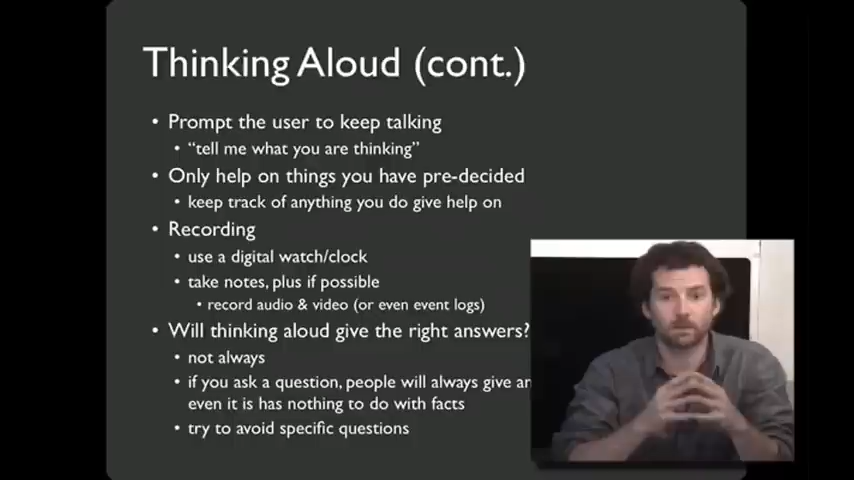 Thinking Aloud (cont.)
• Prompt the user to keep talking
• “tell me what you are thinking”
• Only help on things you have pre-decided
• keep track of anything you do give help on
• Recording
• use a digital watch/clock
• take notes, plus if possible
• record audio & video (or even event logs)
• Will thinking aloud give the right answers?
• not always
• if you ask a question, people will always give
even it is has nothing to do with facts
• try to avoid specific questions